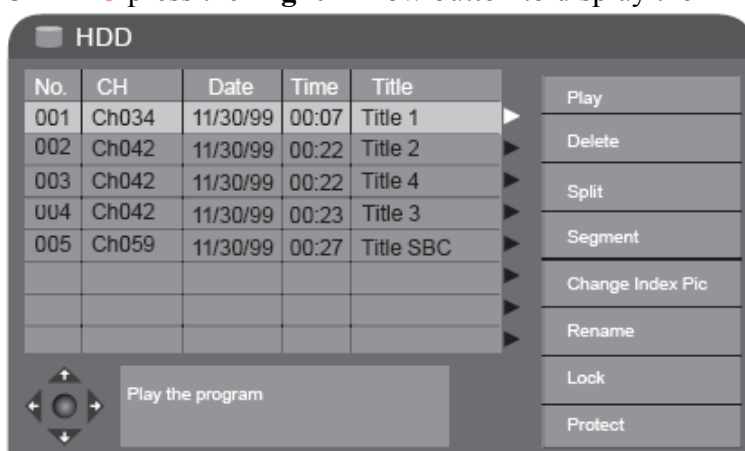 HDD
No. CH Date Time Title
001 Ch034 11/30/99 00:07 Title 1
002 Ch042 11/30/99 00:22 Title 2
003 Ch042 11/30/99 00:22 Title 4
004 Ch042 11/30/99 00:23 Title 3
005 Ch059 11/30/99 00:27 Title SBC
Play
Delete
Split
Segment
Change Index Pic
Rename
Lock
Protect
Play the program